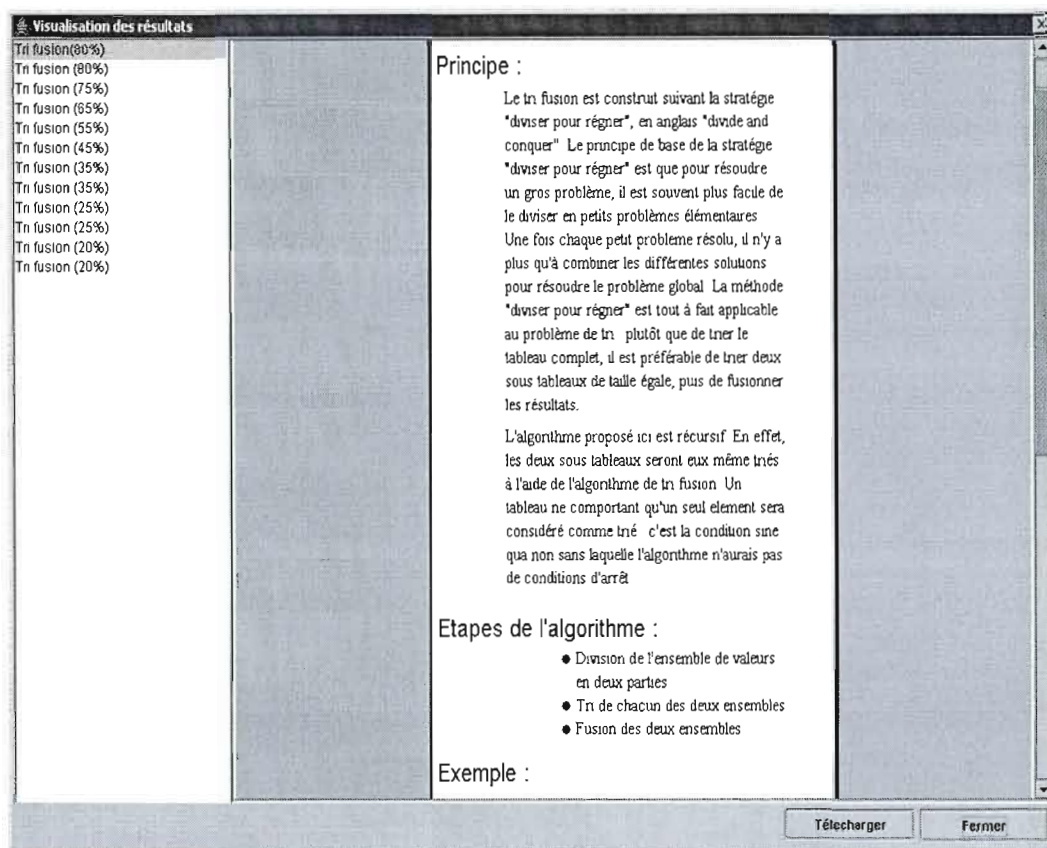 Visualisation des résultats
Tri fusion(80%)
Tri fusion (80%)
Tri fusion (75%)
Tri fusion (65%)
Tri fusion (55%)
Tri fusion (45%)
Tri fusion (35%)
Tri fusion (35%)
Tri fusion (25%)
Tri fusion (25%)
Tri fusion (20%)
Tri fusion (20%)
Principe :
Le tri fusion est construit suivant la stratégie
"diviser pour régner", en anglais "divide and
conquer" Le principe de base de la stratégie
"diviser pour régner" est que pour résoudre
un gros problème, il est souvent plus facile de
le diviser en petits problèmes élémentaires
Une fois chaque petit probleme résolu, il n'y a
plus qu'à combiner les différentes solutions
pour résoudre le problème global La méthode
"diviser pour régner" est tout à fait applicable
au problème de tri plutôt que de trier le
tableau complet, il est préférable de trier deux
sous tableaux de taille égale, puis de fusionner
les résultats.
L'algorithme proposé ici est récursif En effet,
les deux sous tableaux seront eux même triés
à l'aide de l'algorithme de tri fusion Un
tableau ne comportant qu'un seul element sera
considéré comme trié c'est la condition sine
qua non sans laquelle l'algorithme n'aurais pas
de conditions d'arrêt
Etapes de l'algorithme :
● Division de l'ensemble de valeurs
en deux parties
● Tri de chacun des deux ensembles
● Fusion des deux ensembles
Exemple :
Télecharger
Fermer